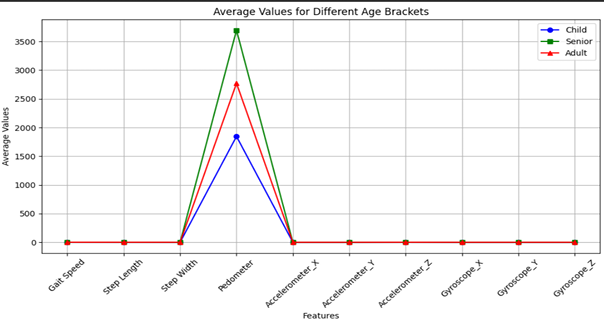 Average Values for Different Age Brackets
Child
Senior
Adult
Average Values
3500
3000
2500
2000
1500
1000
500
0
Gait Speed
Step Length
Step Width
Pedometer
Accelerometer_X
Accelerometer_Y
Accelerometer_Z
Gyroscope_X
Gyroscope_Y
Gyroscope_Z
Features